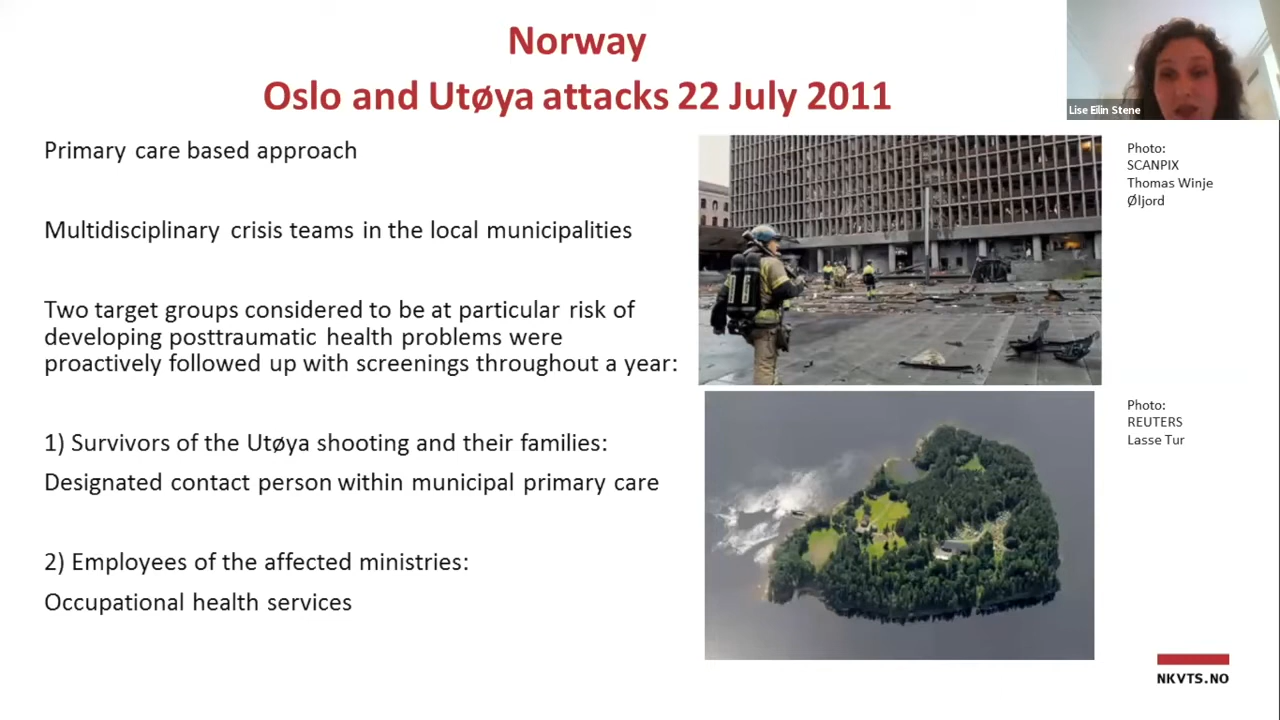 Norway
Oslo and Utøya attacks 22 July 2011
Lise Eilin Stene
Primary care based approach
Multidisciplinary crisis teams in the local municipalities
Two target groups considered to be at particular risk of
developing posttraumatic health problems were
proactively followed up with screenings throughout a year:
1) Survivors of the Utøya shooting and their families:
Designated contact person within municipal primary care
2) Employees of the affected ministries:
Occupational health services
Photo:
SCANPIX
Thomas Winje
Øljord
Photo:
REUTERS
Lasse Tur
NKVTS.NO